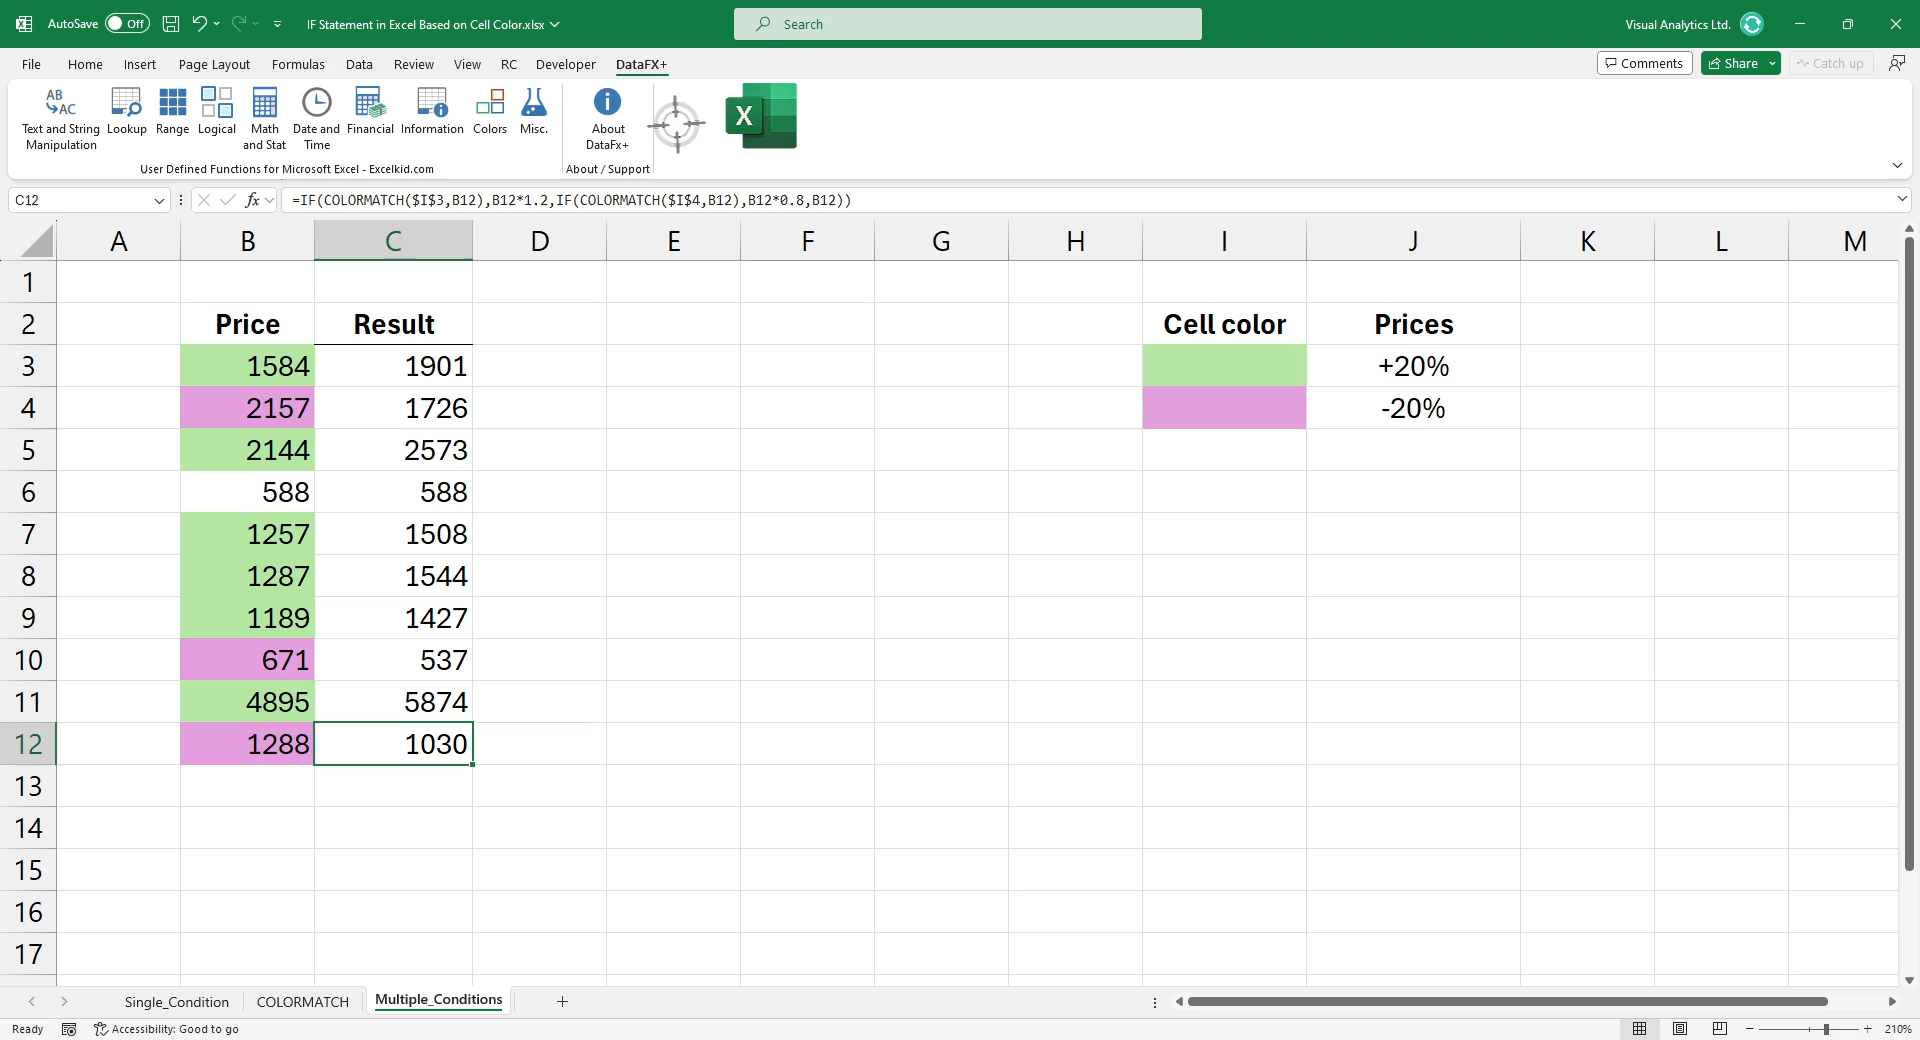 AutoSave Off IF Statement in Excel Based on Cell Color.xlsx Search Visual Analytics Ltd.
File Home Insert Page Layout Formulas Data Review View RC Developer DataFX+ Comments Share Catch up
AB
AC
Text and String Manipulation Lookup Range Logical Math and Stat Date and Time Financial Information Colors Misc. About DataFx+
X
User Defined Functions for Microsoft Excel - Excelkid.com About / Support
C12 fx =IF(COLORMATCH($I$3,B12),B12*1.2,IF(COLORMATCH($I$4,B12),B12*0.8,B12))
A B C D E F G H I J K L M
1
2 Price Result Cell color Prices
3 1584 1901 +20%
4 2157 1726 -20%
5 2144 2573
6 588 588
7 1257 1508
8 1287 1544
9 1189 1427
10 671 537
11 4895 5874
12 1288 1030
13
14
15
16
17
Single_Condition COLORMATCH Multiple_Conditions
Ready Accessibility: Good to go 210%